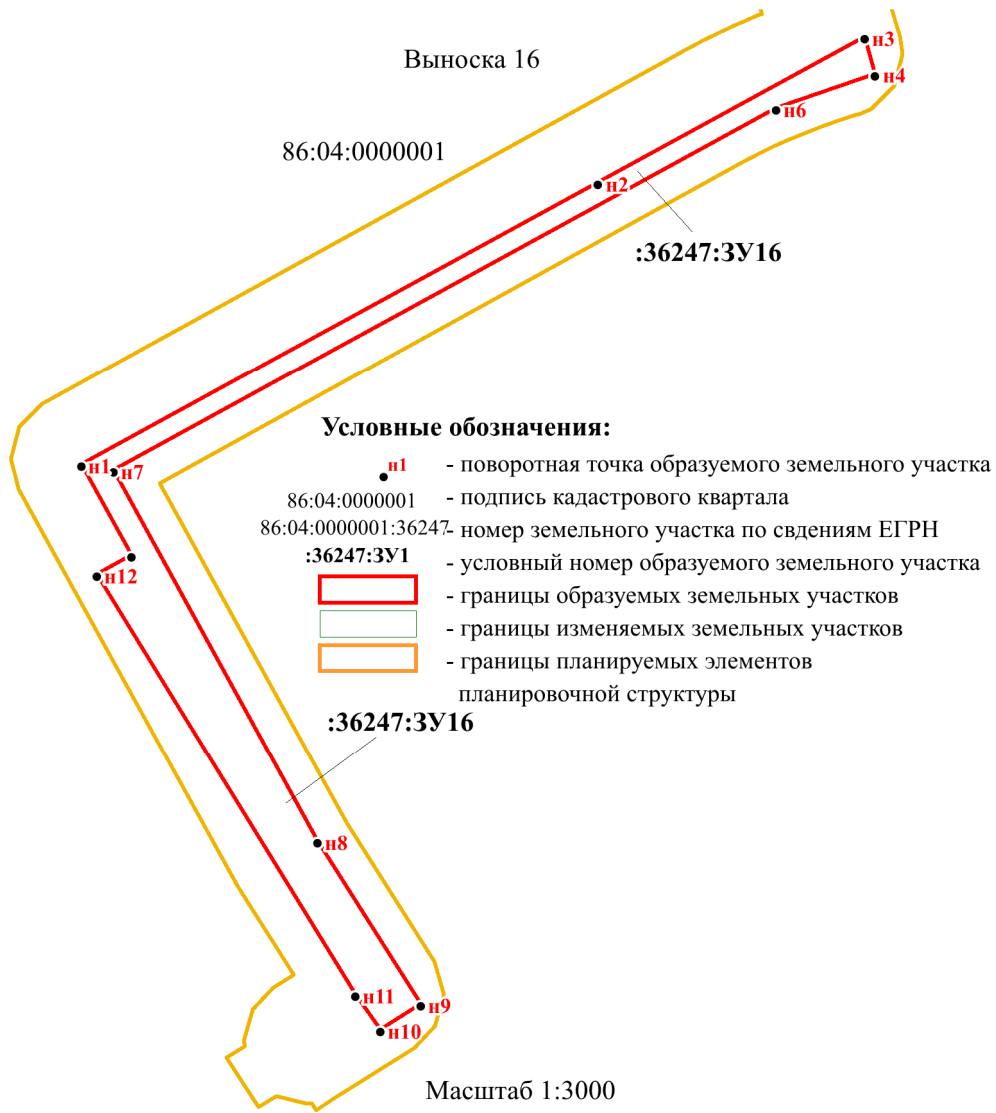 н3
Выноска 16
н4
н6
86:04:0000001
н2
:36247:ЗУ16
Условные обозначения:
н1
н7
н1
- поворотная точка образуемого земельного участка
86:04:0000001
- подпись кадастрового квартала
86:04:0000001:36247
- номер земельного участка по свдениям ЕГРН
:36247:ЗУ1
- условный номер образуемого земельного участка
н12
- границы образуемых земельных участков
- границы изменяемых земельных участков
- границы планируемых элементов
планировочной структуры
:36247:ЗУ16
н8
н11
н9
н10
Масштаб 1:3000